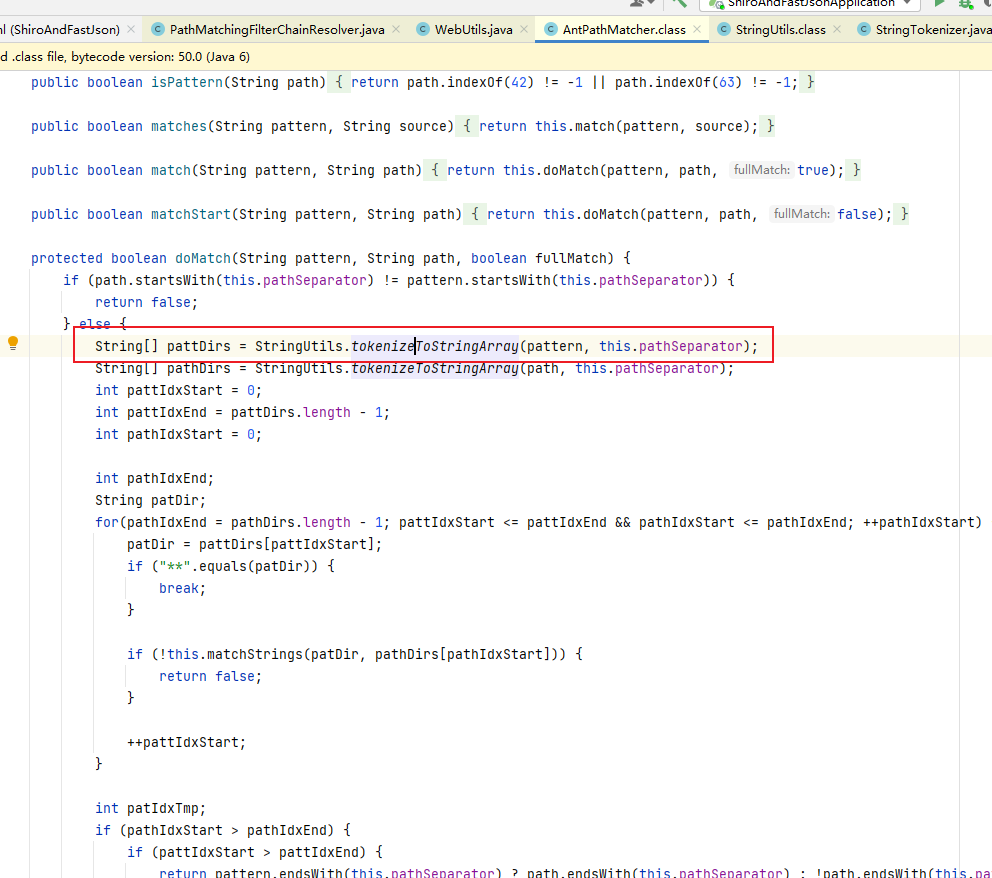 ShiroAndFastJsonApplication
ml (ShiroAndFastJson) × PathMatchingFilterChainResolver.java × WebUtils.java × AntPathMatcher.class × StringUtils.class × StringTokenizer.java
d .class file, bytecode version: 50.0 (Java 6)
public boolean isPattern(String path) { return path.indexOf(42) != -1 || path.indexOf(63) != -1; }
public boolean matches(String pattern, String source) { return this.match(pattern, source); }
public boolean match(String pattern, String path) { return this.doMatch(pattern, path, fullMatch: true); }
public boolean matchStart(String pattern, String path) { return this.doMatch(pattern, path, fullMatch: false); }
protected boolean doMatch(String pattern, String path, boolean fullMatch) {
if (path.startsWith(this.pathSeparator) != pattern.startsWith(this.pathSeparator)) {
return false;
} else {
String[] pattDirs = StringUtils.tokenizeToStringArray(pattern, this.pathSeparator);
String[] pathDirs = StringUtils.tokenizeToStringArray(path, this.pathSeparator);
int pattIdxStart = 0;
int pattIdxEnd = pattDirs.length - 1;
int pathIdxStart = 0;
int pathIdxEnd;
String patDir;
for(pathIdxEnd = pathDirs.length - 1; pattIdxStart <= pattIdxEnd && pathIdxStart <= pathIdxEnd; ++pathIdxStart)
patDir = pattDirs[pattIdxStart];
if ("**".equals(patDir)) {
break;
}
if (!this.matchStrings(patDir, pathDirs[pathIdxStart])) {
return false;
}
++pattIdxStart;
}
int patIdxTmp;
if (pathIdxStart > pathIdxEnd) {
if (pattIdxStart > pattIdxEnd) {
return pattern.endsWith(this.pathSeparator) ? path.endsWith(this.pathSeparator) : !path.endsWith(this.pa